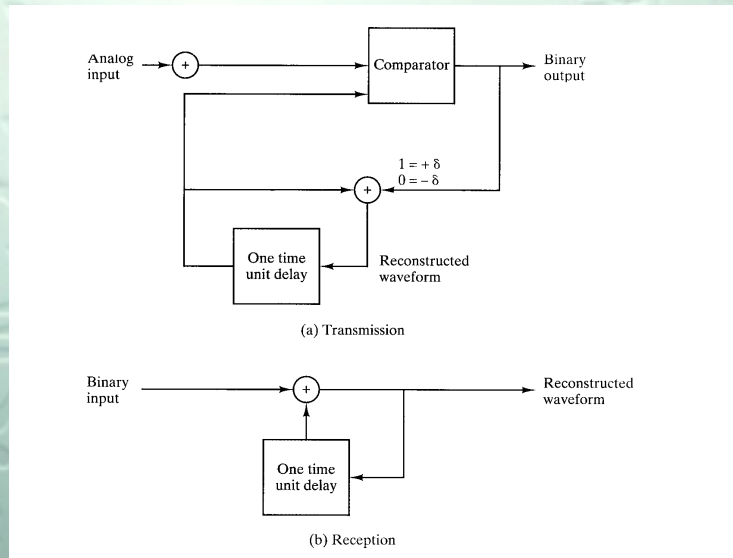 Analog
input
+
Comparator
Binary
output
1 = + δ
0 = − δ
+
One time
unit delay
Reconstructed
waveform
(a) Transmission
Binary
input
+
Reconstructed
waveform
One time
unit delay
(b) Reception